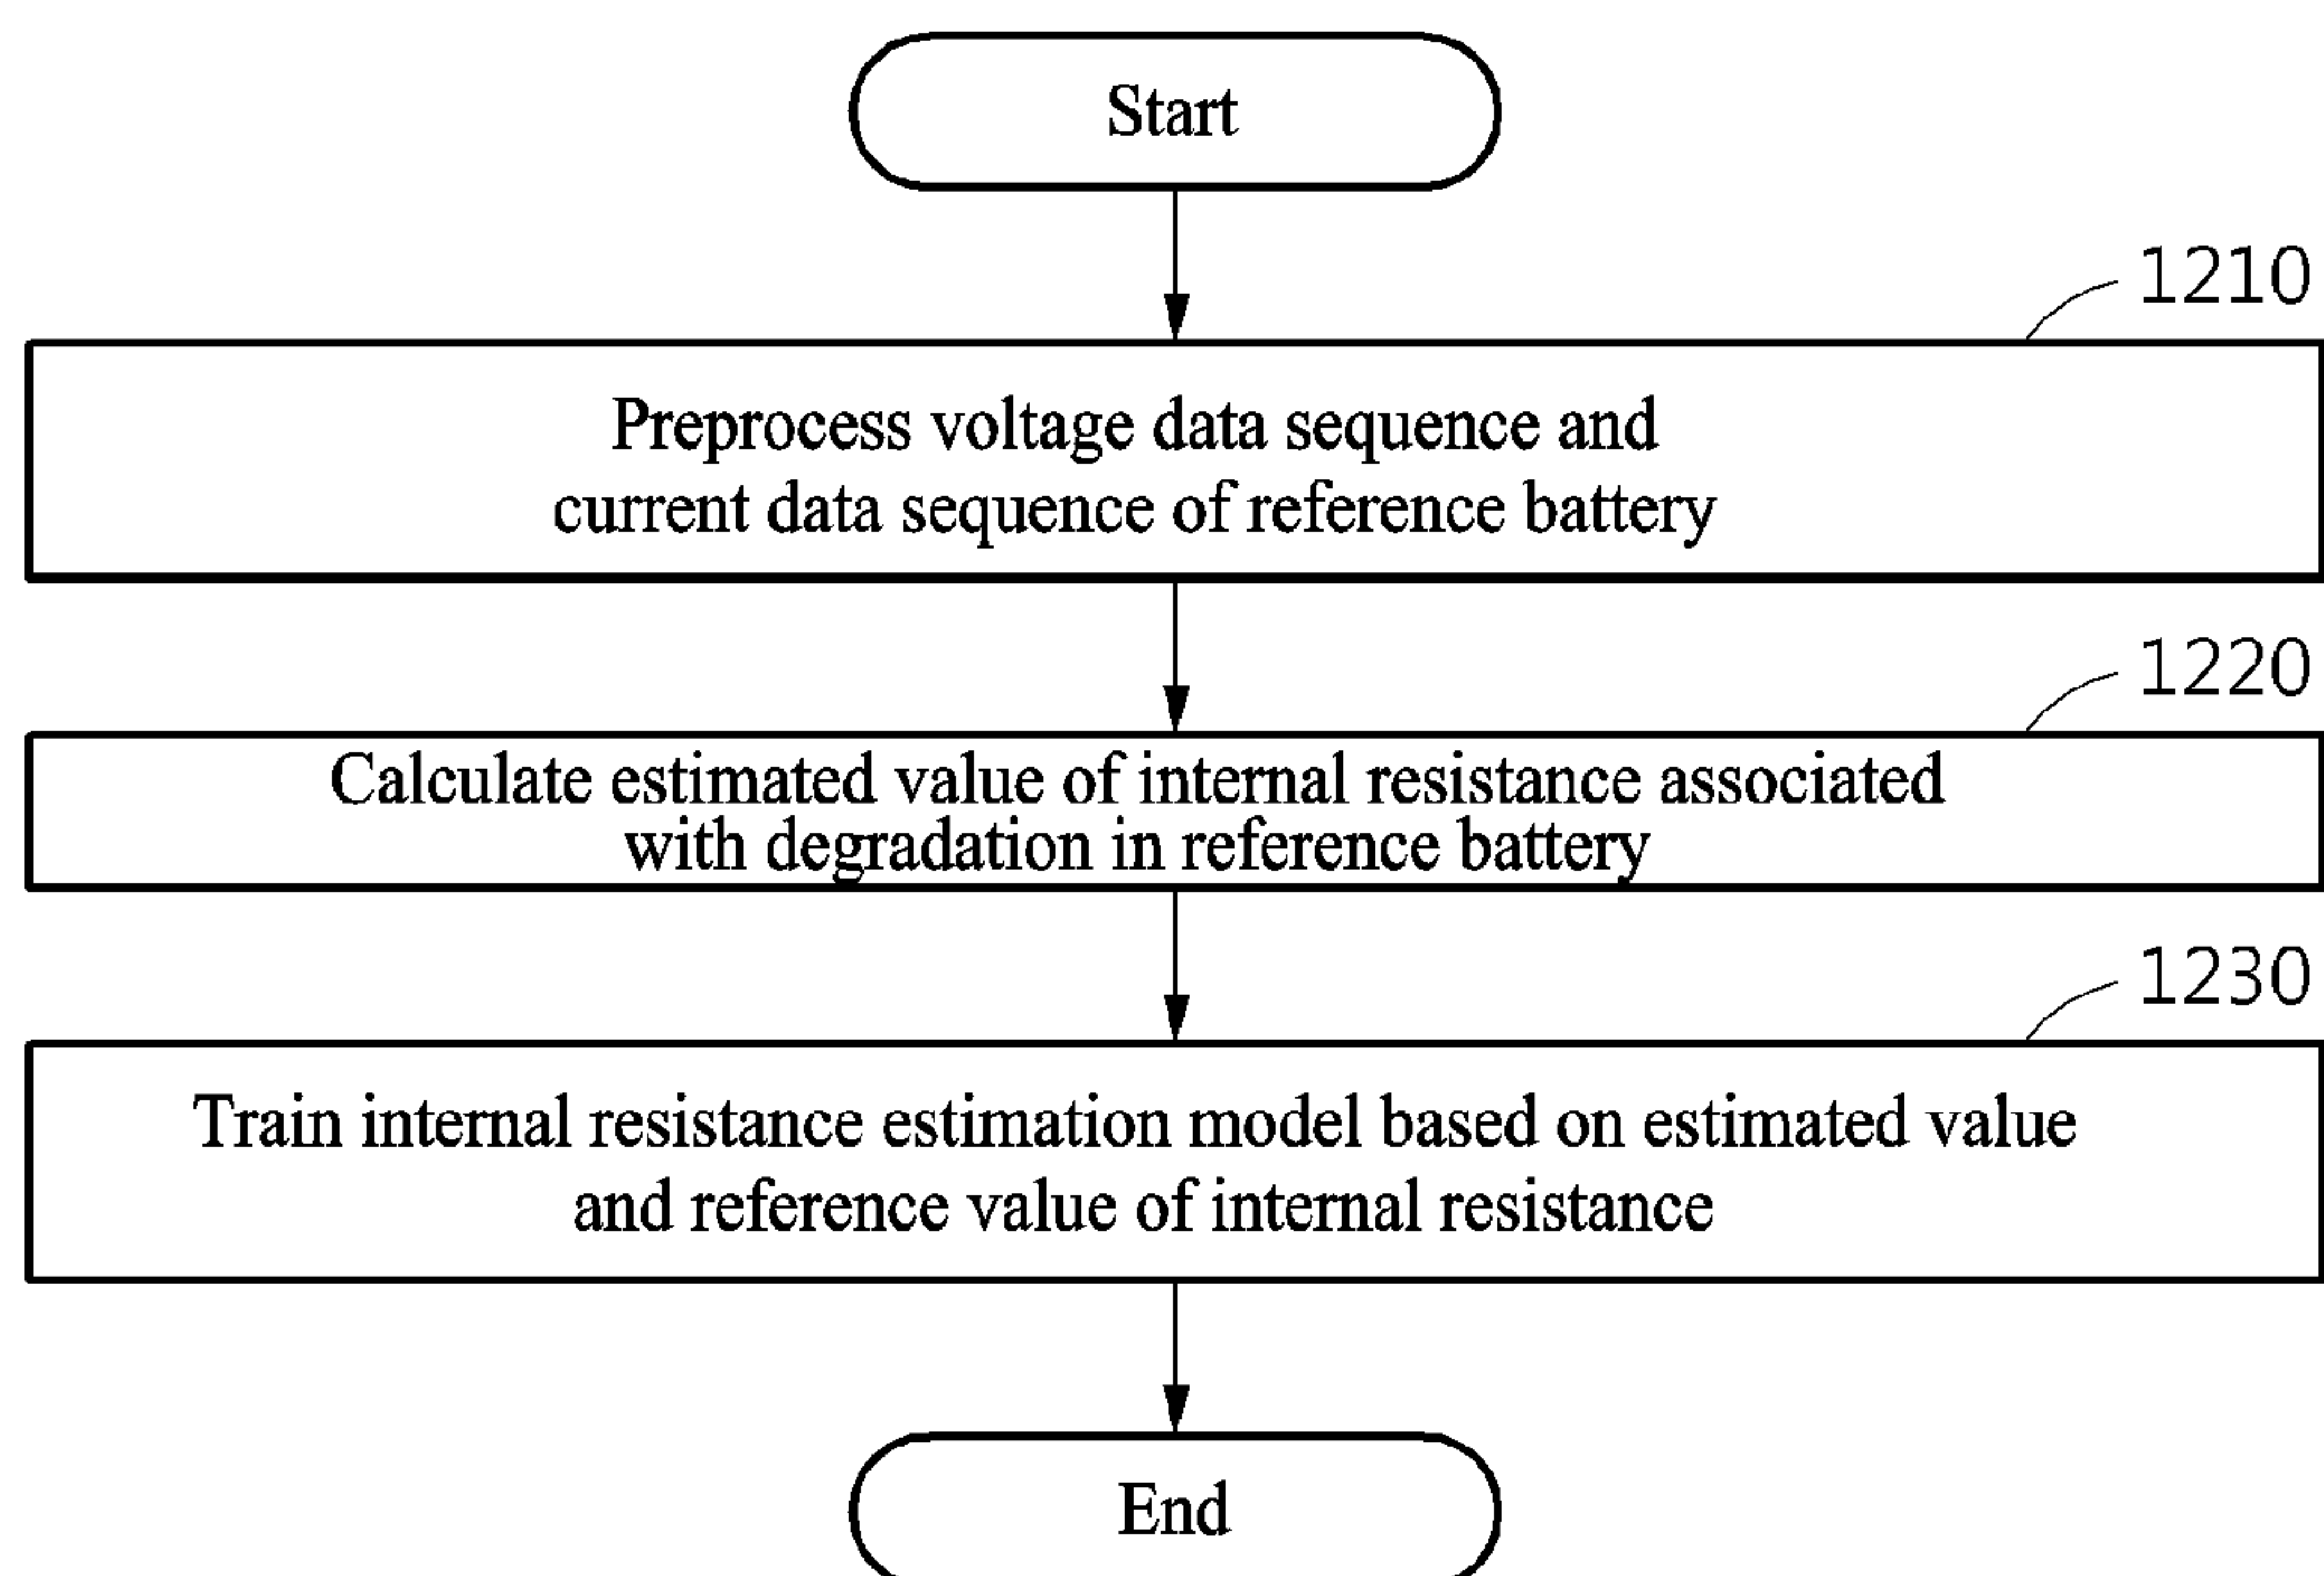 Start
1210
Preprocess voltage data sequence and
current data sequence of reference battery
1220
Calculate estimated value of internal resistance associated
with degradation in reference battery
1230
Train internal resistance estimation model based on estimated value
and reference value of internal resistance
End